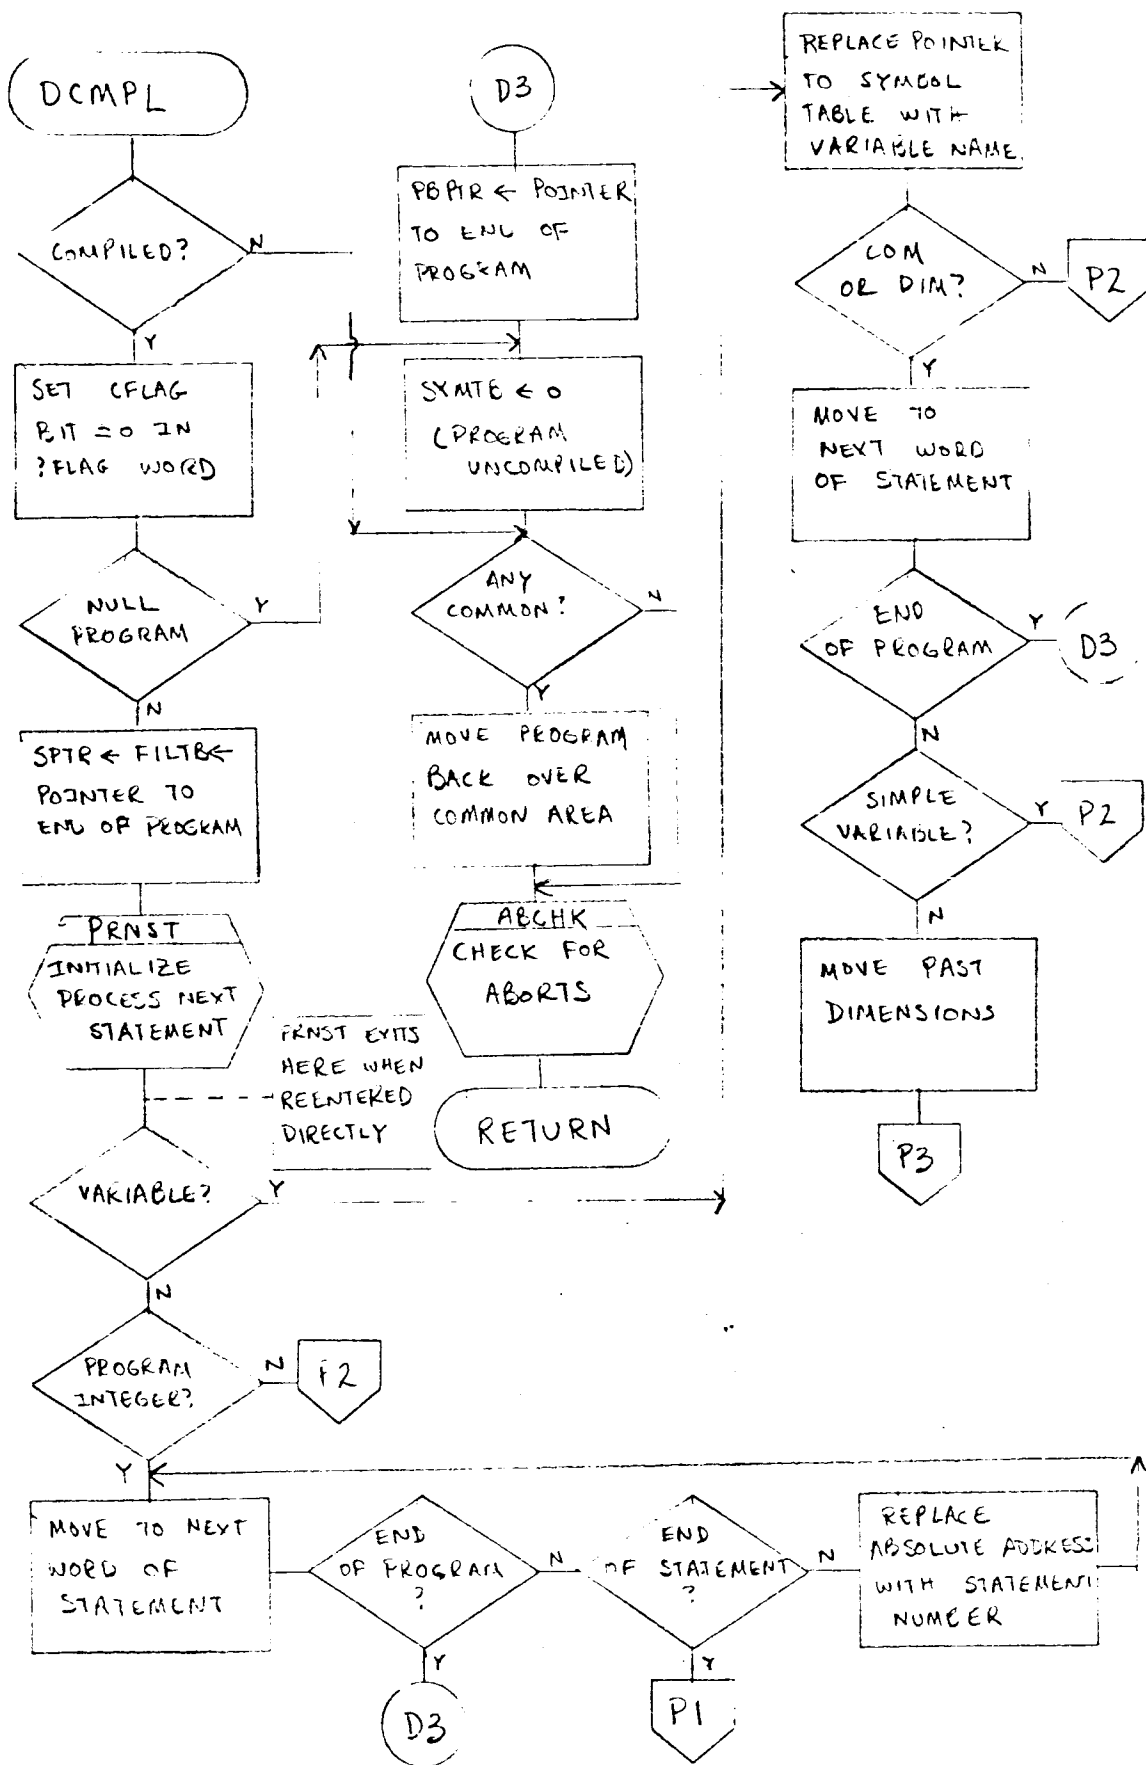 DCMPL
COMPILED?
N
Y
SET CFLAG
BIT = 0 IN
?FLAG WORD
NULL
PROGRAM
Y
N
SPTR ← FILTB ←
POINTER TO
END OF PROGRAM
PRNST
INITIALIZE
PROCESS NEXT
STATEMENT
PRNST EXITS
HERE WHEN
REENTERED
DIRECTLY
VARIABLE?
Y
N
PROGRAM
INTEGER?
N
P2
Y
MOVE TO NEXT
WORD OF
STATEMENT
END
OF PROGRAM
?
N
Y
D3
END
OF STATEMENT
?
N
Y
P1
REPLACE
ABSOLUTE ADDRESS
WITH STATEMENT
NUMBER
D3
PBPTR ← POINTER
TO END OF
PROGRAM
SYMTE ← 0
(PROGRAM
UNCOMPILED)
ANY
COMMON?
N
Y
MOVE PROGRAM
BACK OVER
COMMON AREA
ABCHK
CHECK FOR
ABORTS
RETURN
REPLACE POINTER
TO SYMBOL
TABLE WITH
VARIABLE NAME
COM
OR DIM?
N
P2
Y
MOVE TO
NEXT WORD
OF STATEMENT
END
OF PROGRAM
Y
D3
N
SIMPLE
VARIABLE?
Y
P2
N
MOVE PAST
DIMENSIONS
P3